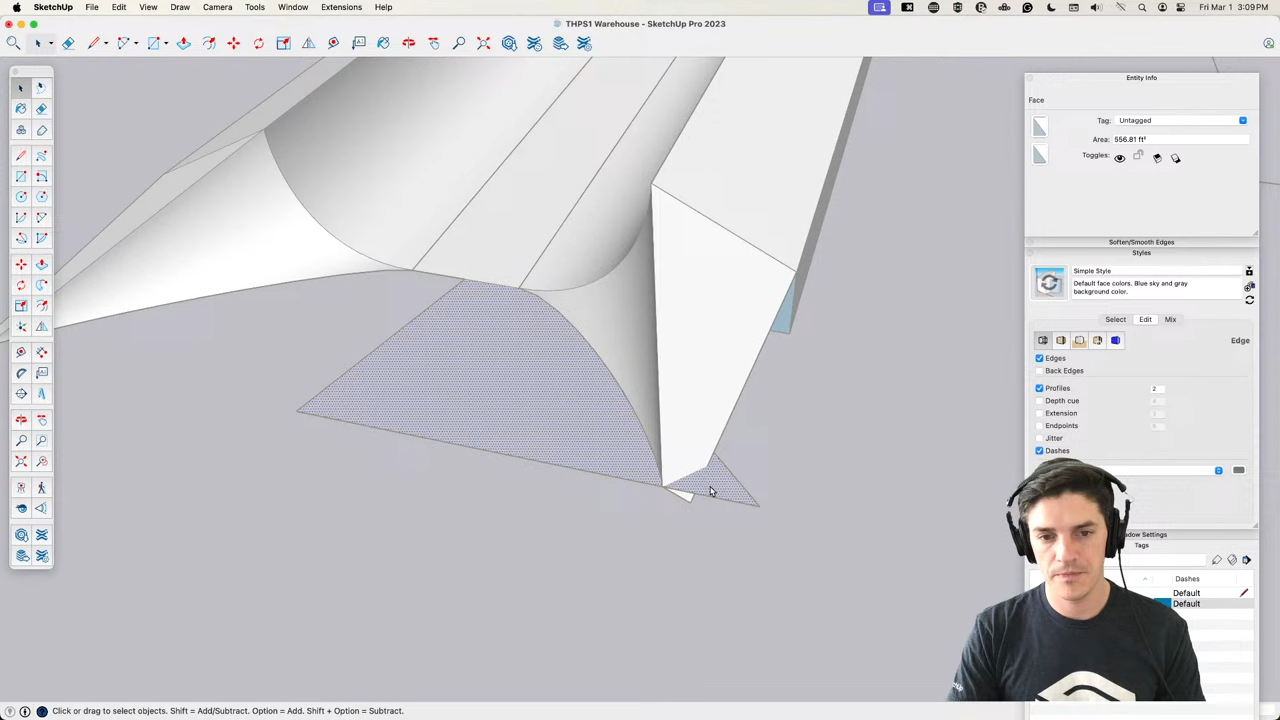 SketchUp File Edit View Draw Camera Tools Window Extensions Help Fri Mar 1 3:09 PM
THPS1 Warehouse - SketchUp Pro 2023
Entity Info
Face
Tag: Untagged
Area: 556.81 ft²
Toggles:
Soften/Smooth Edges
Styles
Simple Style
Default face colors. Blue sky and gray
background color.
Select Edit Mix
Edge
Edges
Back Edges
Profiles 2
Depth cue
Extension
Endpoints
Jitter
Dashes
Shadow Settings
Tags
Dashes
Default
Default
Click or drag to select objects. Shift = Add/Subtract. Option = Add. Shift + Option = Subtract.